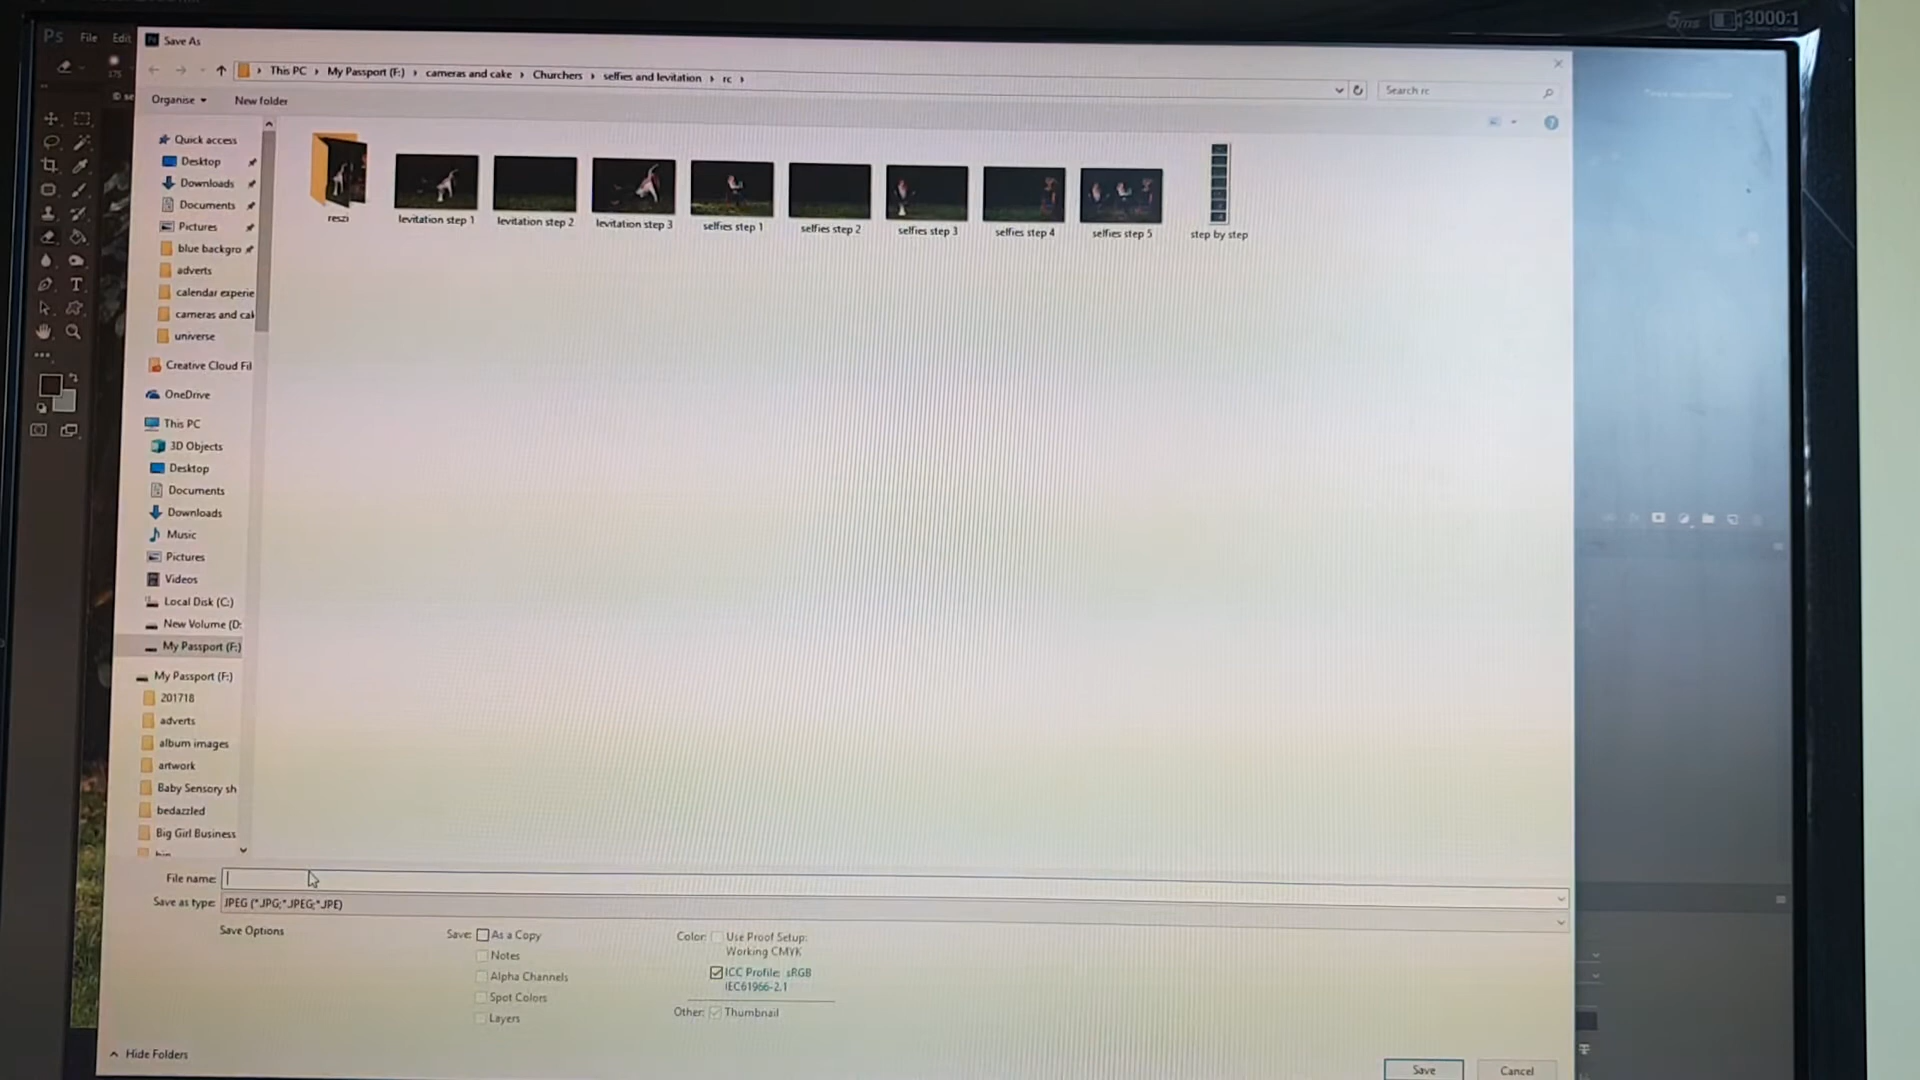 5ms 3000:1
Ps File Edit
Save As
This PC > My Passport (F:) > cameras and cake > Churchers > selfies and levitation > rc >
Search rc
175
Organise New folder
© se
Quick access
Desktop
Downloads
Documents
Pictures
blue backgro
adverts
calendar experie
cameras and cak
universe
Creative Cloud Fil
OneDrive
This PC
3D Objects
Desktop
Documents
Downloads
Music
Pictures
Videos
Local Disk (C:)
New Volume (D:
My Passport (F:)
My Passport (F:)
201718
adverts
album images
artwork
Baby Sensory sh
bedazzled
Big Girl Business
reszi
levitation step 1
levitation step 2
levitation step 3
selfies step 1
selfies step 2
selfies step 3
selfies step 4
selfies step 5
step by step
File name:
Save as type: JPEG (*.JPG;*.JPEG;*.JPE)
Save Options
Save: As a Copy
Notes
Alpha Channels
Spot Colors
Layers
Color: Use Proof Setup:
Working CMYK
ICC Profile: sRGB
IEC61966-2.1
Other: Thumbnail
Hide Folders
Save Cancel